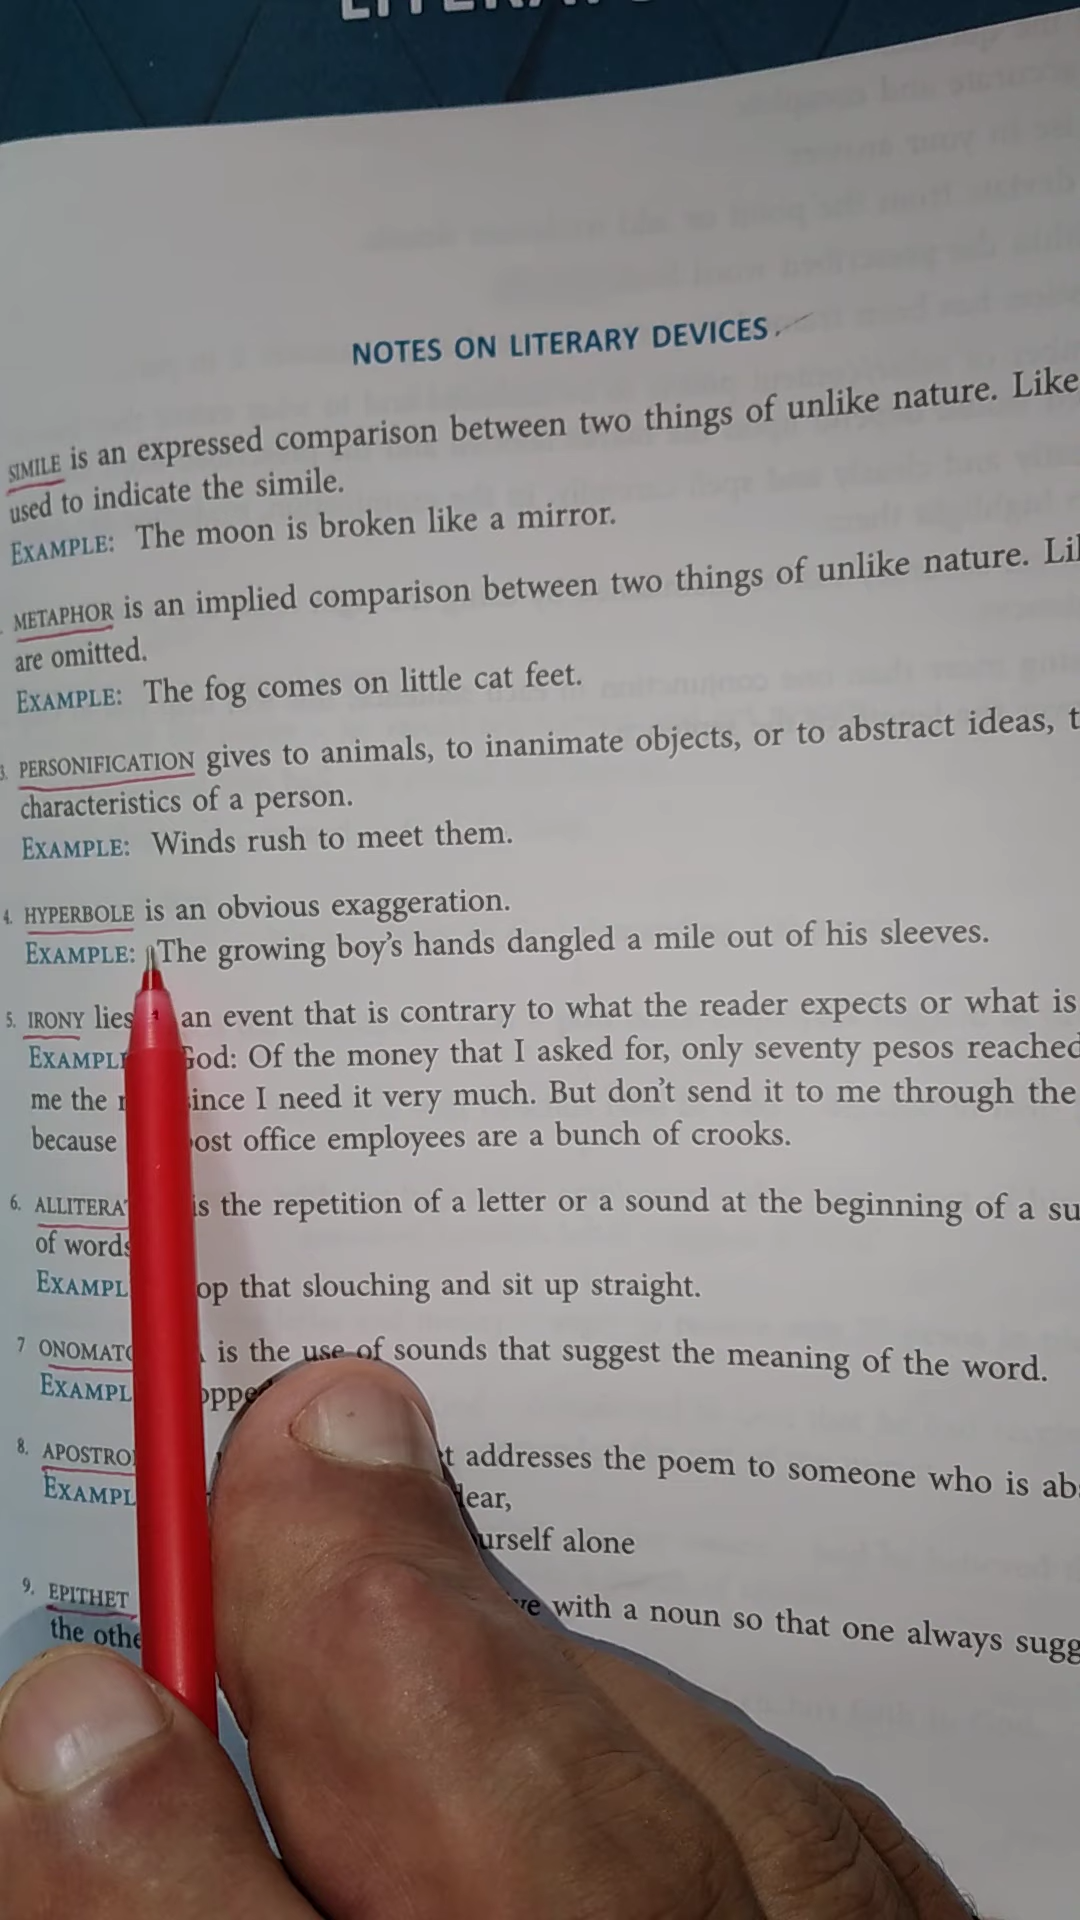 NOTES ON LITERARY DEVICES
SIMILE is an expressed comparison between two things of unlike nature. Like
used to indicate the simile.
EXAMPLE: The moon is broken like a mirror.
METAPHOR is an implied comparison between two things of unlike nature.
are omitted.
EXAMPLE: The fog comes on little cat feet.
3. PERSONIFICATION gives to animals, to inanimate objects, or to abstract ideas,
characteristics of a person.
EXAMPLE: Winds rush to meet them.
4. HYPERBOLE is an obvious exaggeration.
EXAMPLE: The growing boy's hands dangled a mile out of his sleeves.
5. IRONY lies an event that is contrary to what the reader expects or what is
God: Of the money that I asked for, only seventy pesos reached
me the since I need it very much. But don't send it to me through the
because post office employees are a bunch of crooks.
6. is the repetition of a letter or a sound at the beginning of a
of words
that slouching and sit up straight.
7 is the use of sounds that suggest the meaning of the word.
8. addresses the poem to someone who is
alone
9. EPITHET with a noun so that one always
the